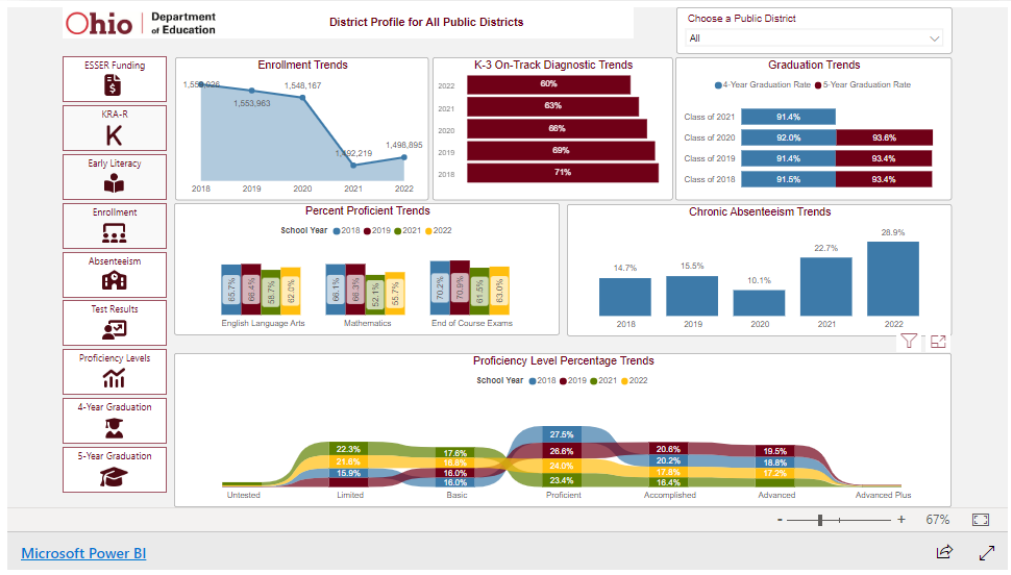 Ohio
Department
of Education
District Profile for All Public Districts
Choose a Public District
All
ESSER Funding
KRA-R
K
Early Literacy
Enrollment
Absenteeism
Test Results
Proficiency Levels
4-Year Graduation
5-Year Graduation
Enrollment Trends
1,548,167
1,553,963
1,498,895
2018 2019 2020 2021 2022
K-3 On-Track Diagnostic Trends
2022 60%
2021 63%
2020 66%
2019 69%
2018 71%
Graduation Trends
4-Year Graduation Rate 5-Year Graduation Rate
Class of 2021 91.4%
Class of 2020 92.0% 93.6%
Class of 2019 91.4% 93.4%
Class of 2018 91.5% 93.4%
Percent Proficient Trends
School Year 2018 2019 2021 2022
65.7% 66.4% 58.7% 62.0% 66.1% 66.3% 52.1% 55.7% 70.2% 70.9% 61.5% 63.0%
English Language Arts Mathematics End of Course Exams
Chronic Absenteeism Trends
14.7% 15.5% 10.1% 22.7% 28.9%
2018 2019 2020 2021 2022
Proficiency Level Percentage Trends
School Year 2018 2019 2021 2022
22.3% 17.6% 27.5% 20.6% 19.5%
21.6% 16.8% 26.6% 20.2% 18.8%
15.9% 16.0% 24.0% 17.6% 17.2%
16.0% 23.4% 16.4%
Untested Limited Basic Proficient Accomplished Advanced Advanced Plus
- + 67%
Microsoft Power BI